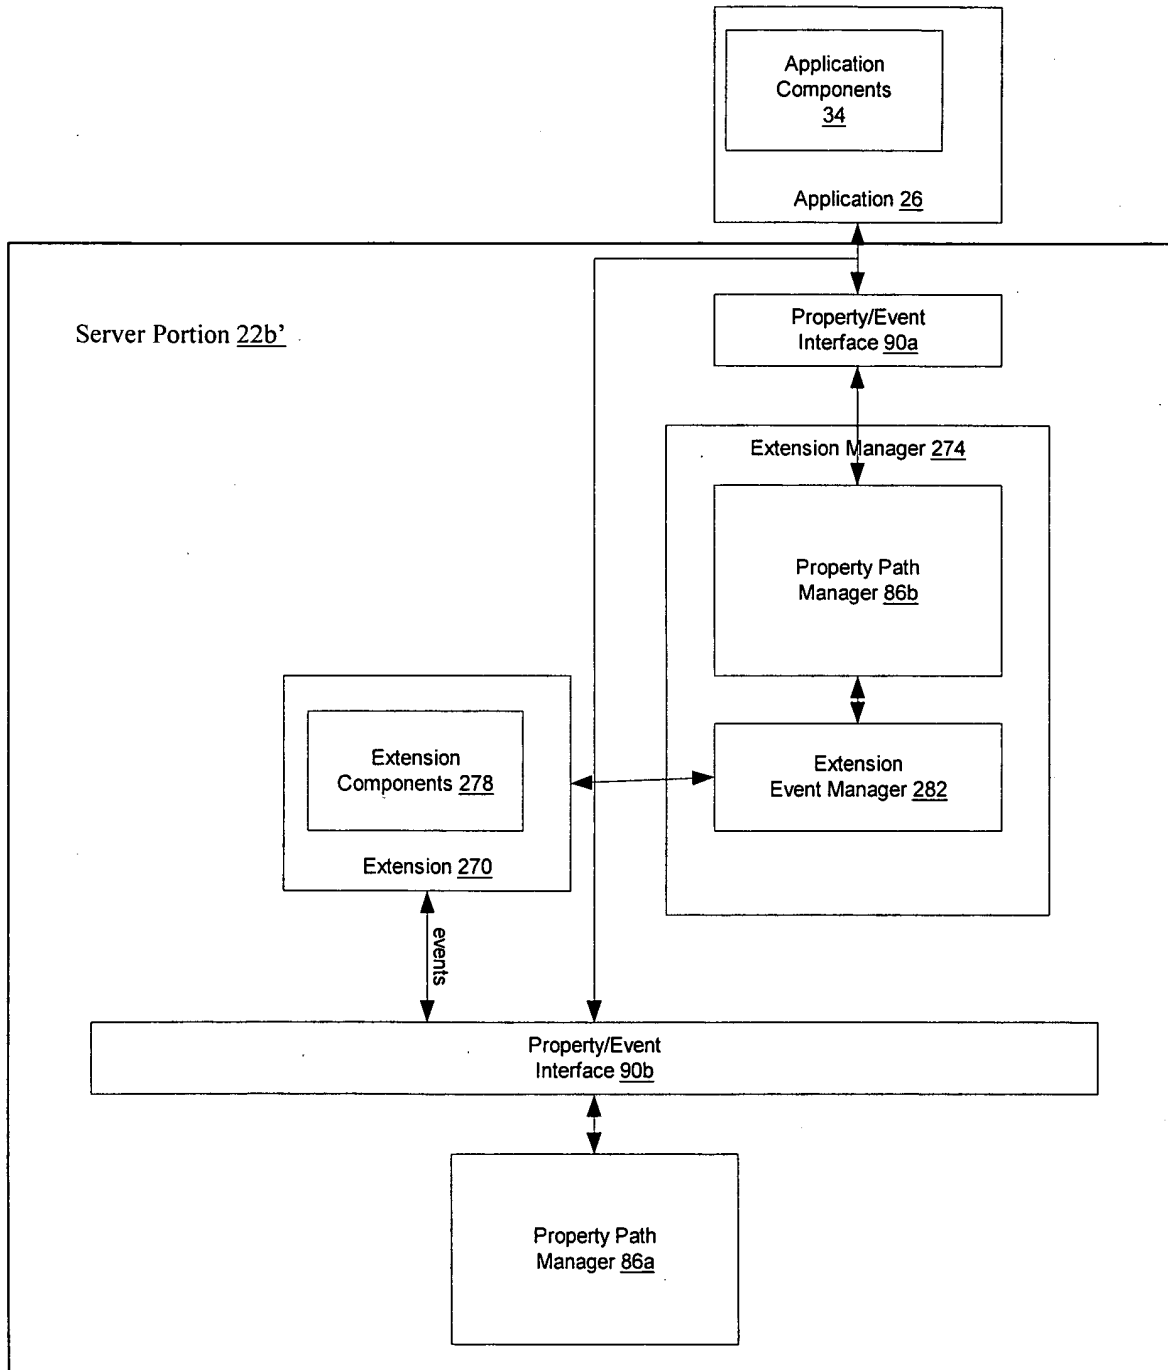 Application
Components
34
Application 26
Server Portion 22b'
Property/Event
Interface 90a
Extension Manager 274
Property Path
Manager 86b
Extension
Components 278
Extension
Event Manager 282
Extension 270
events
Property/Event
Interface 90b
Property Path
Manager 86a